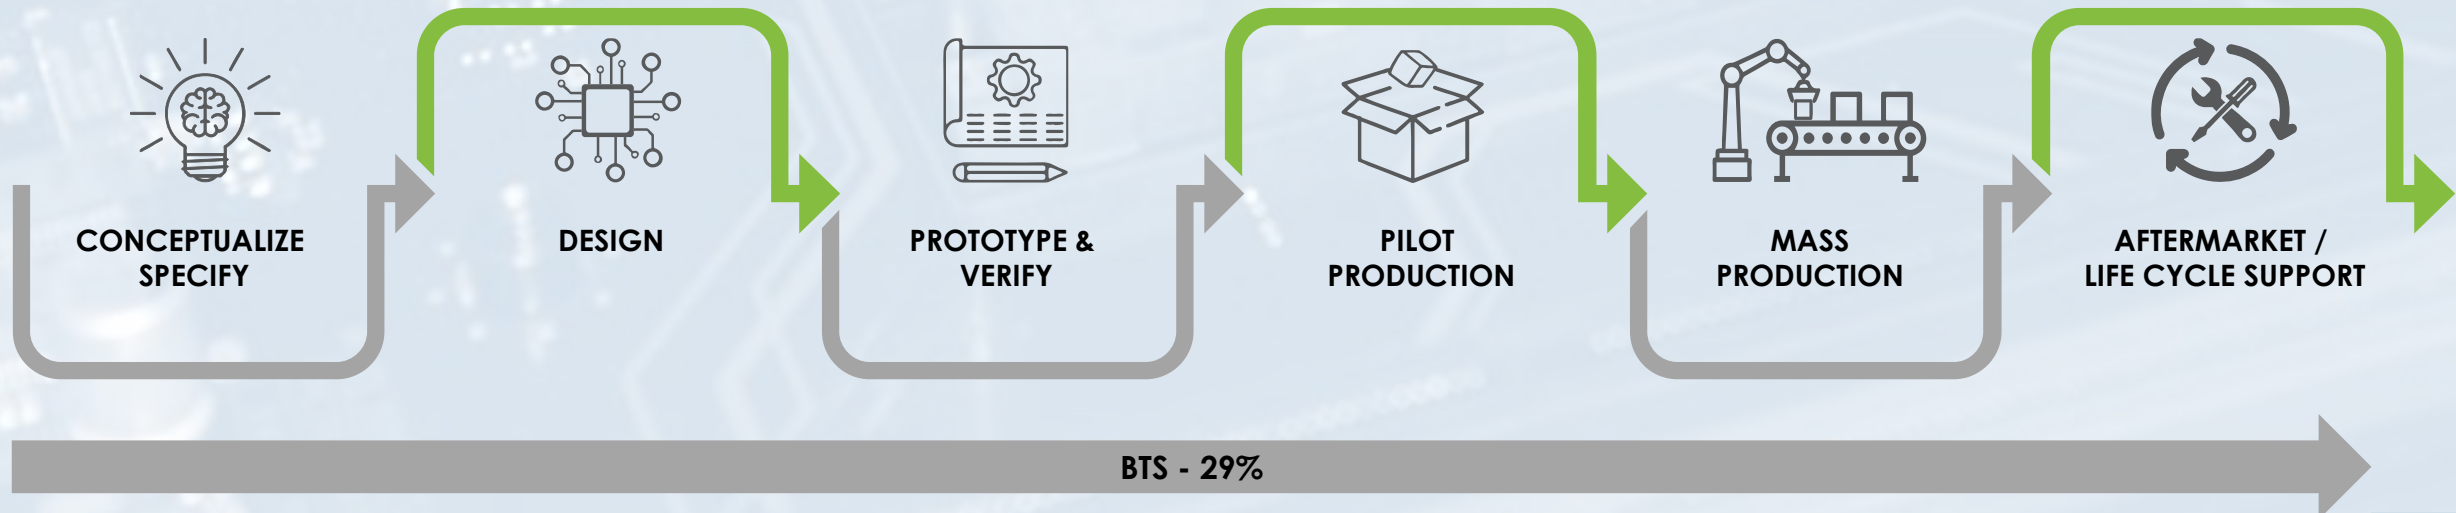 CONCEPTUALIZE
SPECIFY
DESIGN
PROTOTYPE &
VERIFY
PILOT
PRODUCTION
MASS
PRODUCTION
AFTERMARKET /
LIFE CYCLE SUPPORT
BTS - 29%